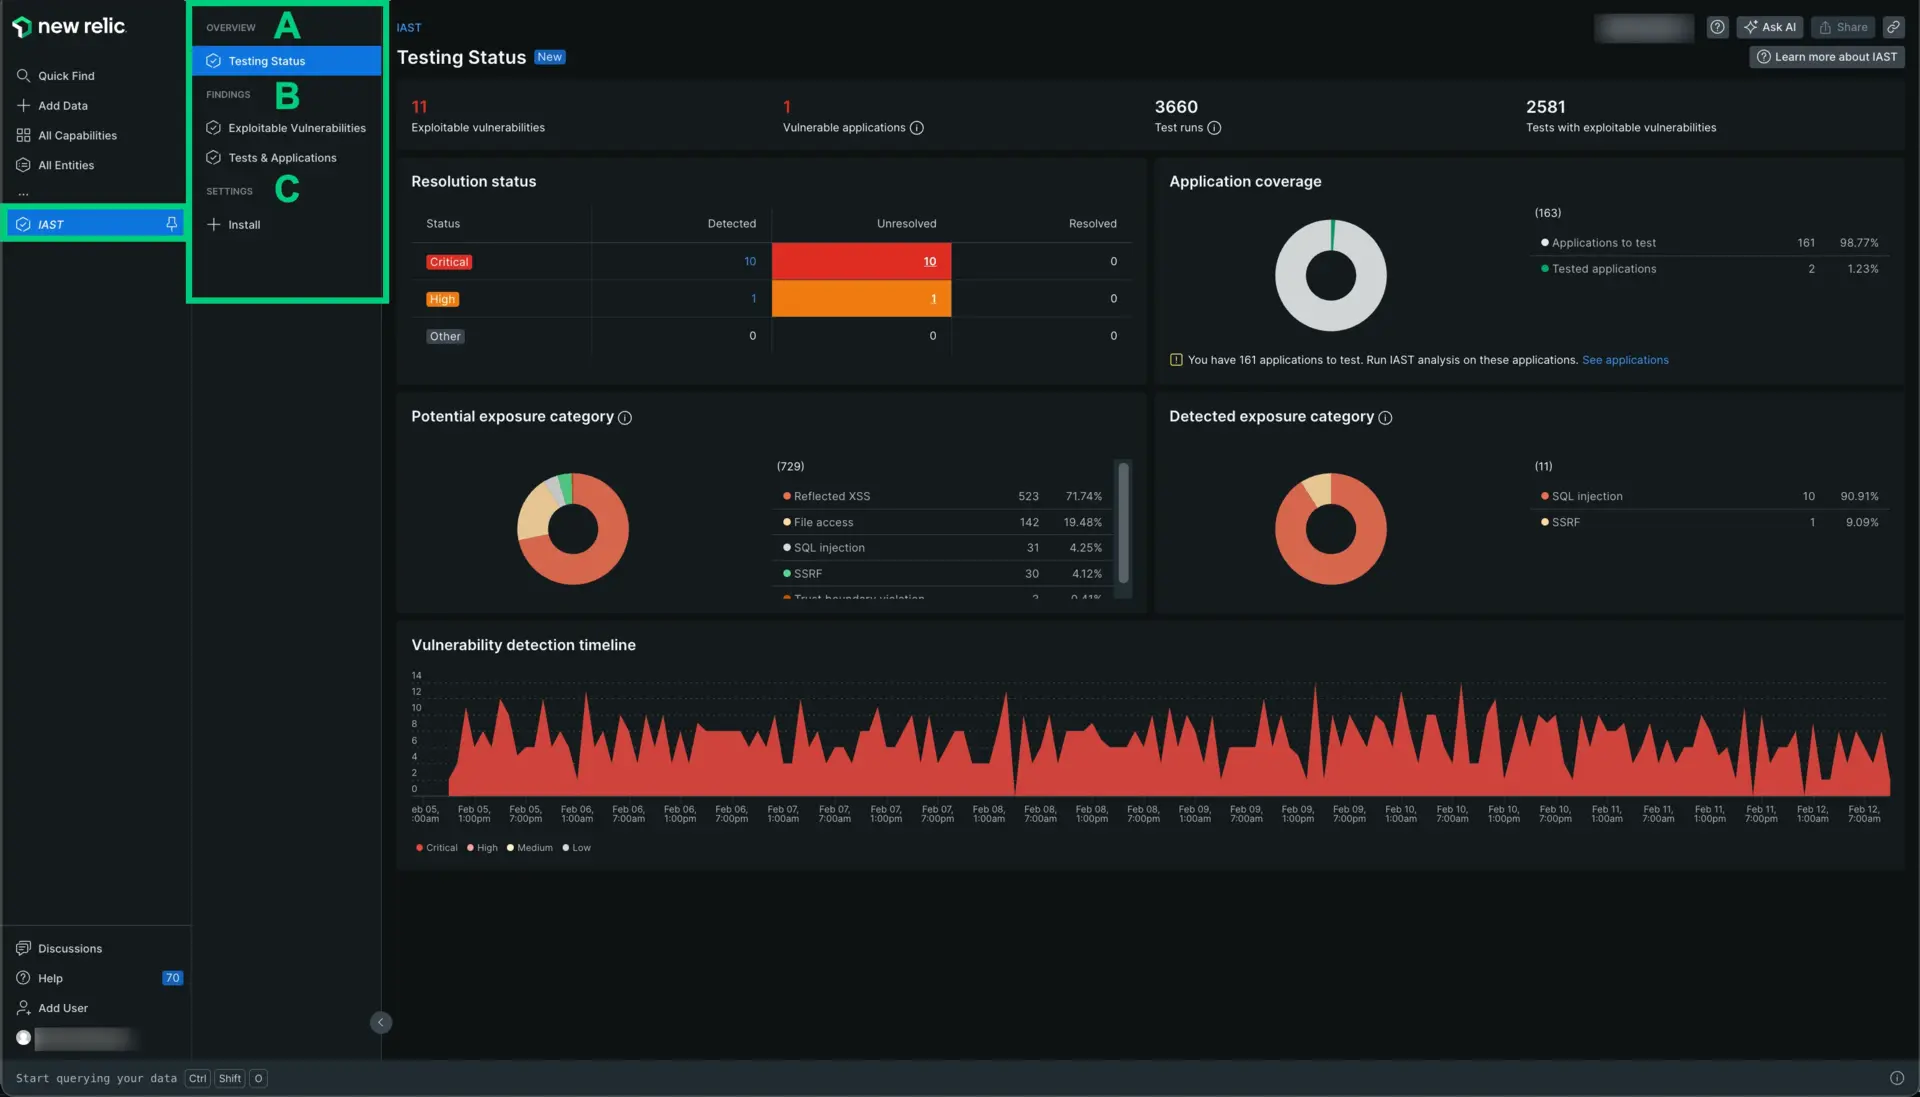 new relic.
Quick Find
Add Data
All Capabilities
All Entities
...
IAST
Discussions
Help 70
Add User
OVERVIEW A
Testing Status
FINDINGS B
Exploitable Vulnerabilities
Tests & Applications
SETTINGS C
Install
IAST
Testing Status New
Ask AI Share
Learn more about IAST
11
Exploitable vulnerabilities
1
Vulnerable applications
3660
Test runs
2581
Tests with exploitable vulnerabilities
Resolution status
Status Detected Unresolved Resolved
Critical 10 10 0
High 1 1 0
Other 0 0 0
Application coverage
(163)
Applications to test 161 98.77%
Tested applications 2 1.23%
You have 161 applications to test. Run IAST analysis on these applications. See applications
Potential exposure category
(729)
Reflected XSS 523 71.74%
File access 142 19.48%
SQL injection 31 4.25%
SSRF 30 4.12%
Trust boundary violation 3 0.41%
Detected exposure category
(11)
SQL injection 10 90.91%
SSRF 1 9.09%
Vulnerability detection timeline
14
12
10
8
6
4
2
0
eb 05, Feb 05, Feb 05, Feb 06, Feb 06, Feb 06, Feb 06, Feb 07, Feb 07, Feb 07, Feb 07, Feb 08, Feb 08, Feb 08, Feb 08, Feb 09, Feb 09, Feb 09, Feb 09, Feb 10, Feb 10, Feb 10, Feb 10, Feb 11, Feb 11, Feb 11, Feb 11, Feb 12, Feb 12,
:00am 1:00pm 7:00pm 1:00am 7:00am 1:00pm 7:00pm 1:00am 7:00am 1:00pm 7:00pm 1:00am 7:00am 1:00pm 7:00pm 1:00am 7:00am 1:00pm 7:00pm 1:00am 7:00am 1:00pm 7:00pm 1:00am 7:00am 1:00pm 7:00pm 1:00am 7:00am
Critical High Medium Low
Start querying your data Ctrl Shift O